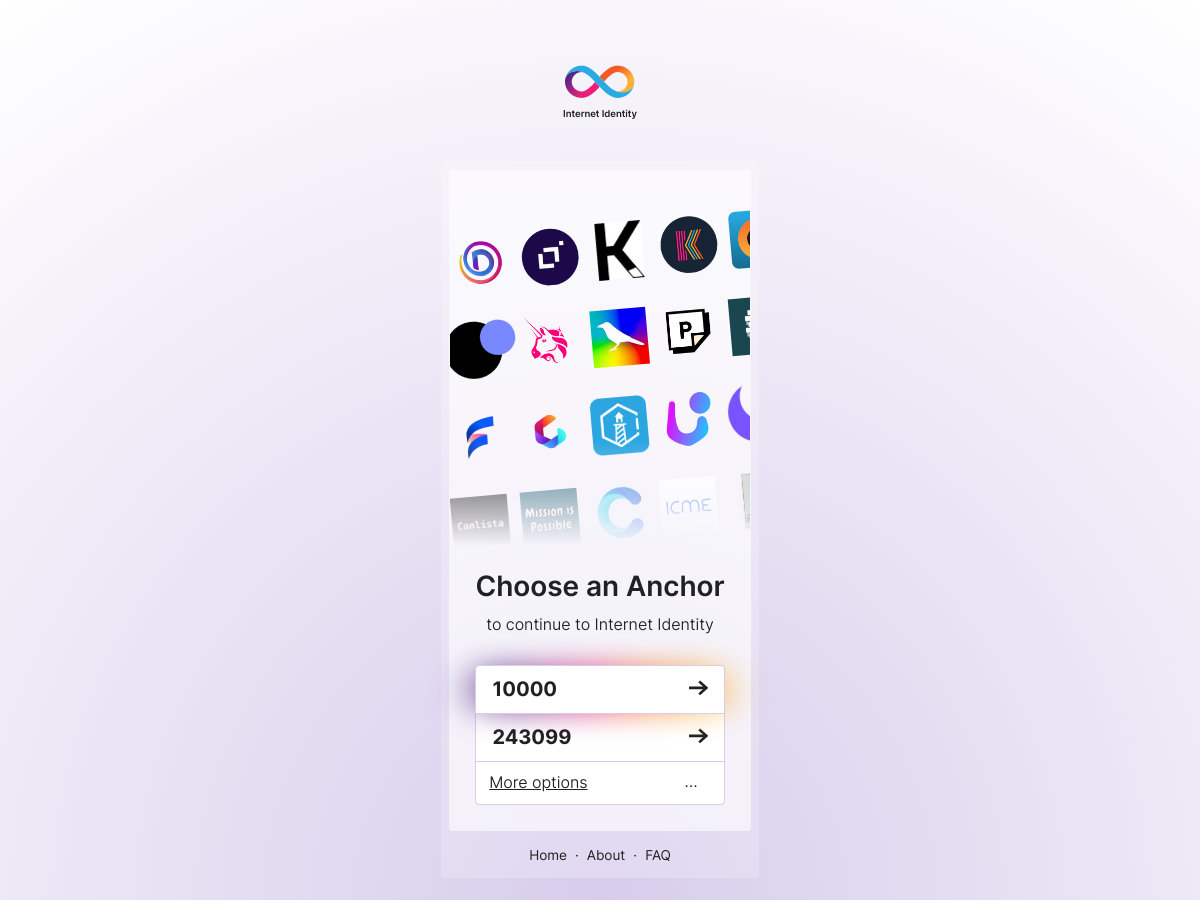 Internet Identity
Canlista
Mission is
Possible
ICME
Choose an Anchor
to continue to Internet Identity
10000
243099
More options ...
Home · About · FAQ